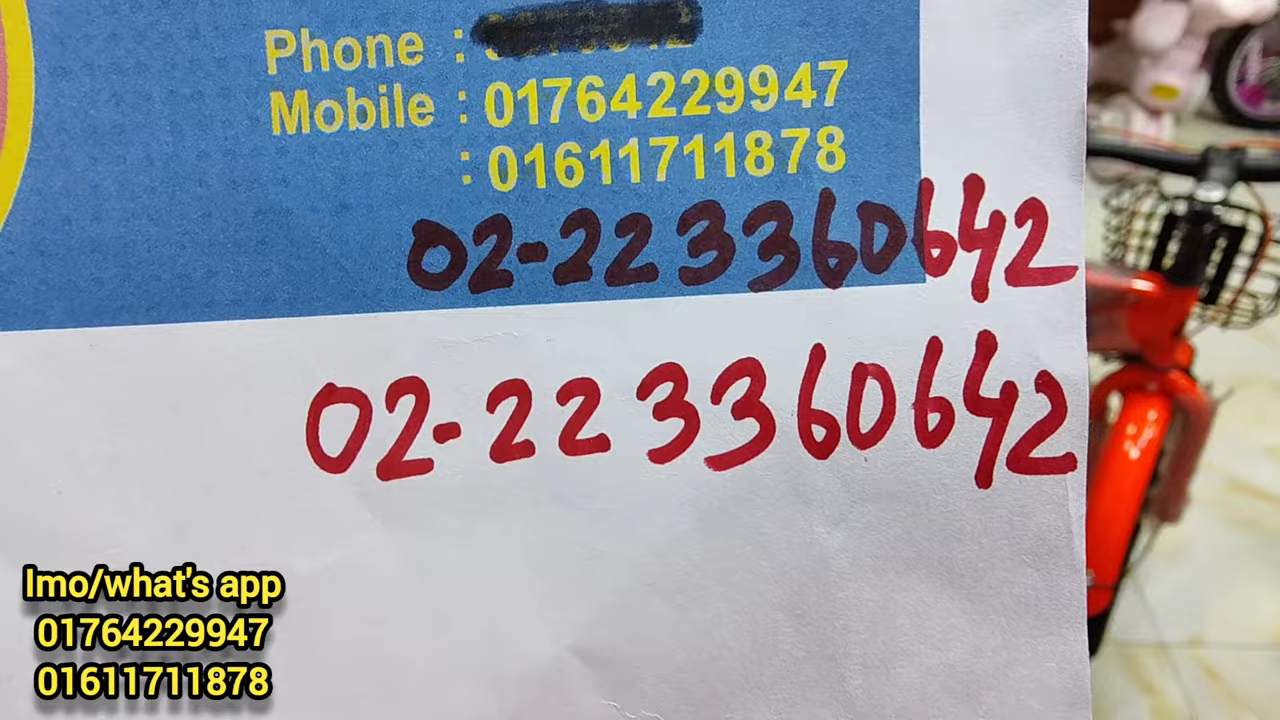 Phone :
Mobile : 01764229947
: 01611711878
02-223360642
02-223360642
Imo/what's app
01764229947
01611711878